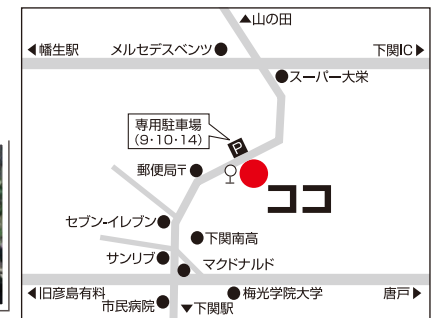 ▲山の田
◀幡生駅
メルセデスベンツ●
下関IC▶
●スーパー大栄
専用駐車場
(9・10・14)
P
郵便局〒●
ココ
セブン-イレブン●
●下関南高
サンリブ●
マクドナルド
◀旧彦島有料
●梅光学院大学
唐戸▶
市民病院●
▼下関駅